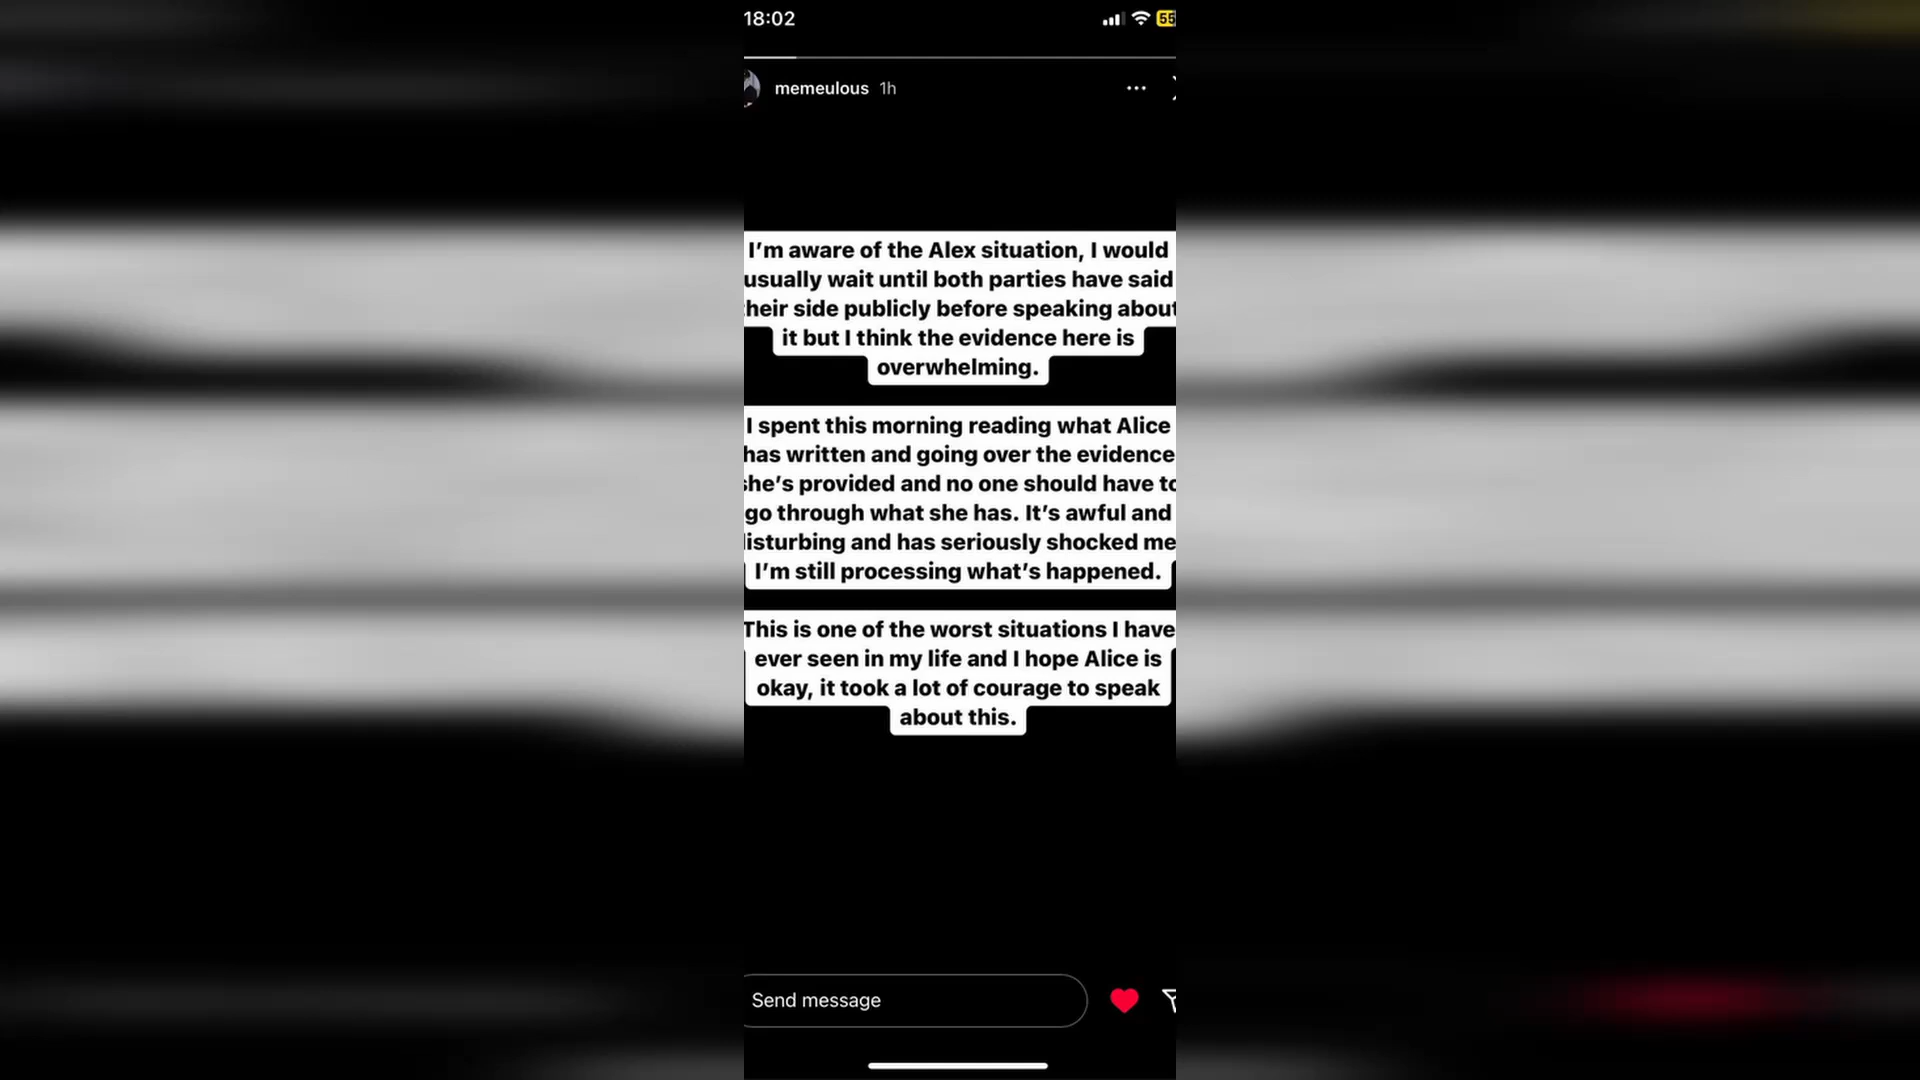 18:02
55
memeulous 1h
I'm aware of the Alex situation, I would
usually wait until both parties have said
heir side publicly before speaking about
it but I think the evidence here is
overwhelming.
I spent this morning reading what Alice
has written and going over the evidence
she's provided and no one should have to
go through what she has. It's awful and
isturbing and has seriously shocked me
I'm still processing what's happened.
This is one of the worst situations I have
ever seen in my life and I hope Alice is
okay, it took a lot of courage to speak
about this.
Send message